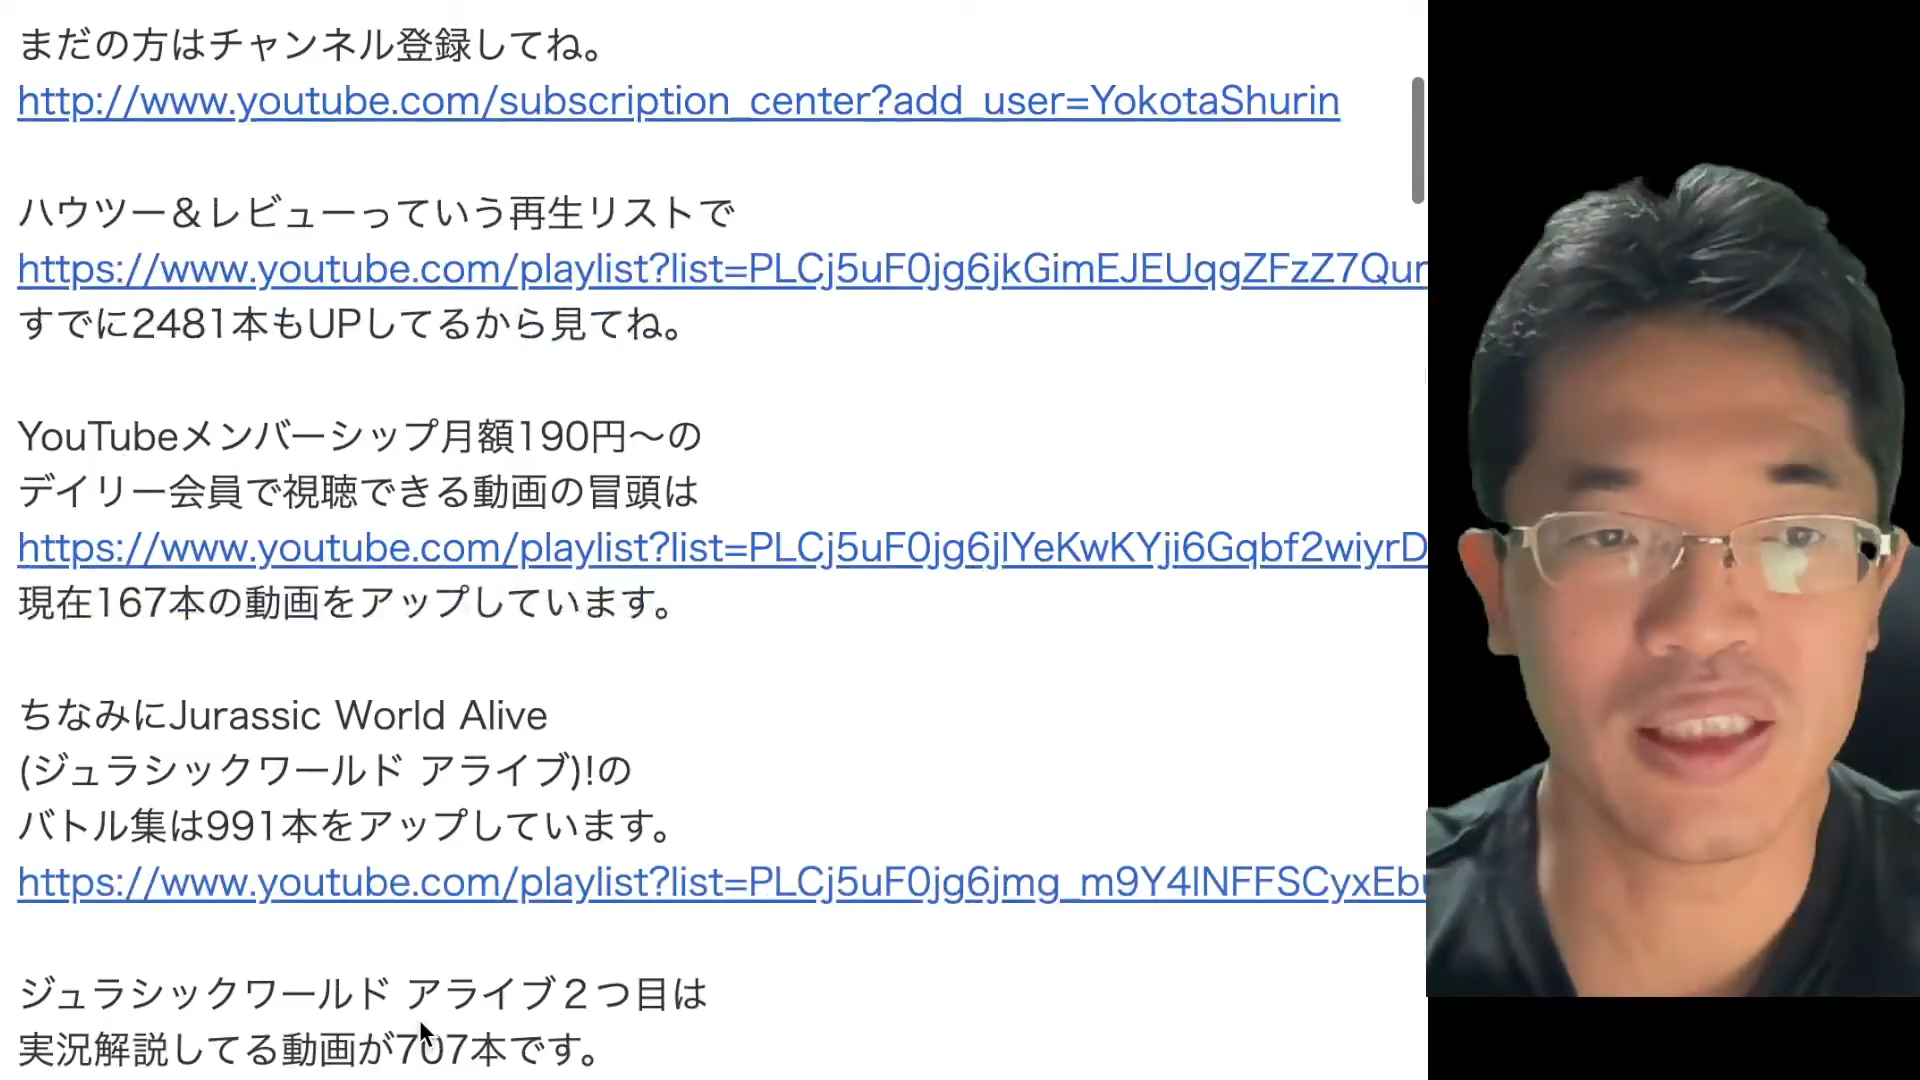 まだの方はチャンネル登録してね。
http://www.youtube.com/subscription_center?add_user=YokotaShurin
ハウツー＆レビューっていう再生リストで
https://www.youtube.com/playlist?list=PLCj5uF0jg6jkGimEJEUqgZFzZ7Qur
すでに2481本もUPしてるから見てね。
YouTubeメンバーシップ月額190円〜の
デイリー会員で視聴できる動画の冒頭は
https://www.youtube.com/playlist?list=PLCj5uF0jg6jlYeKwKYji6Gqbf2wiyrD
現在167本の動画をアップしています。
ちなみにJurassic World Alive
(ジュラシックワールド アライブ)!の
バトル集は991本をアップしています。
https://www.youtube.com/playlist?list=PLCj5uF0jg6jmg_m9Y4lNFFSCyxEbu
ジュラシックワールド アライブ２つ目は
実況解説してる動画が707本です。